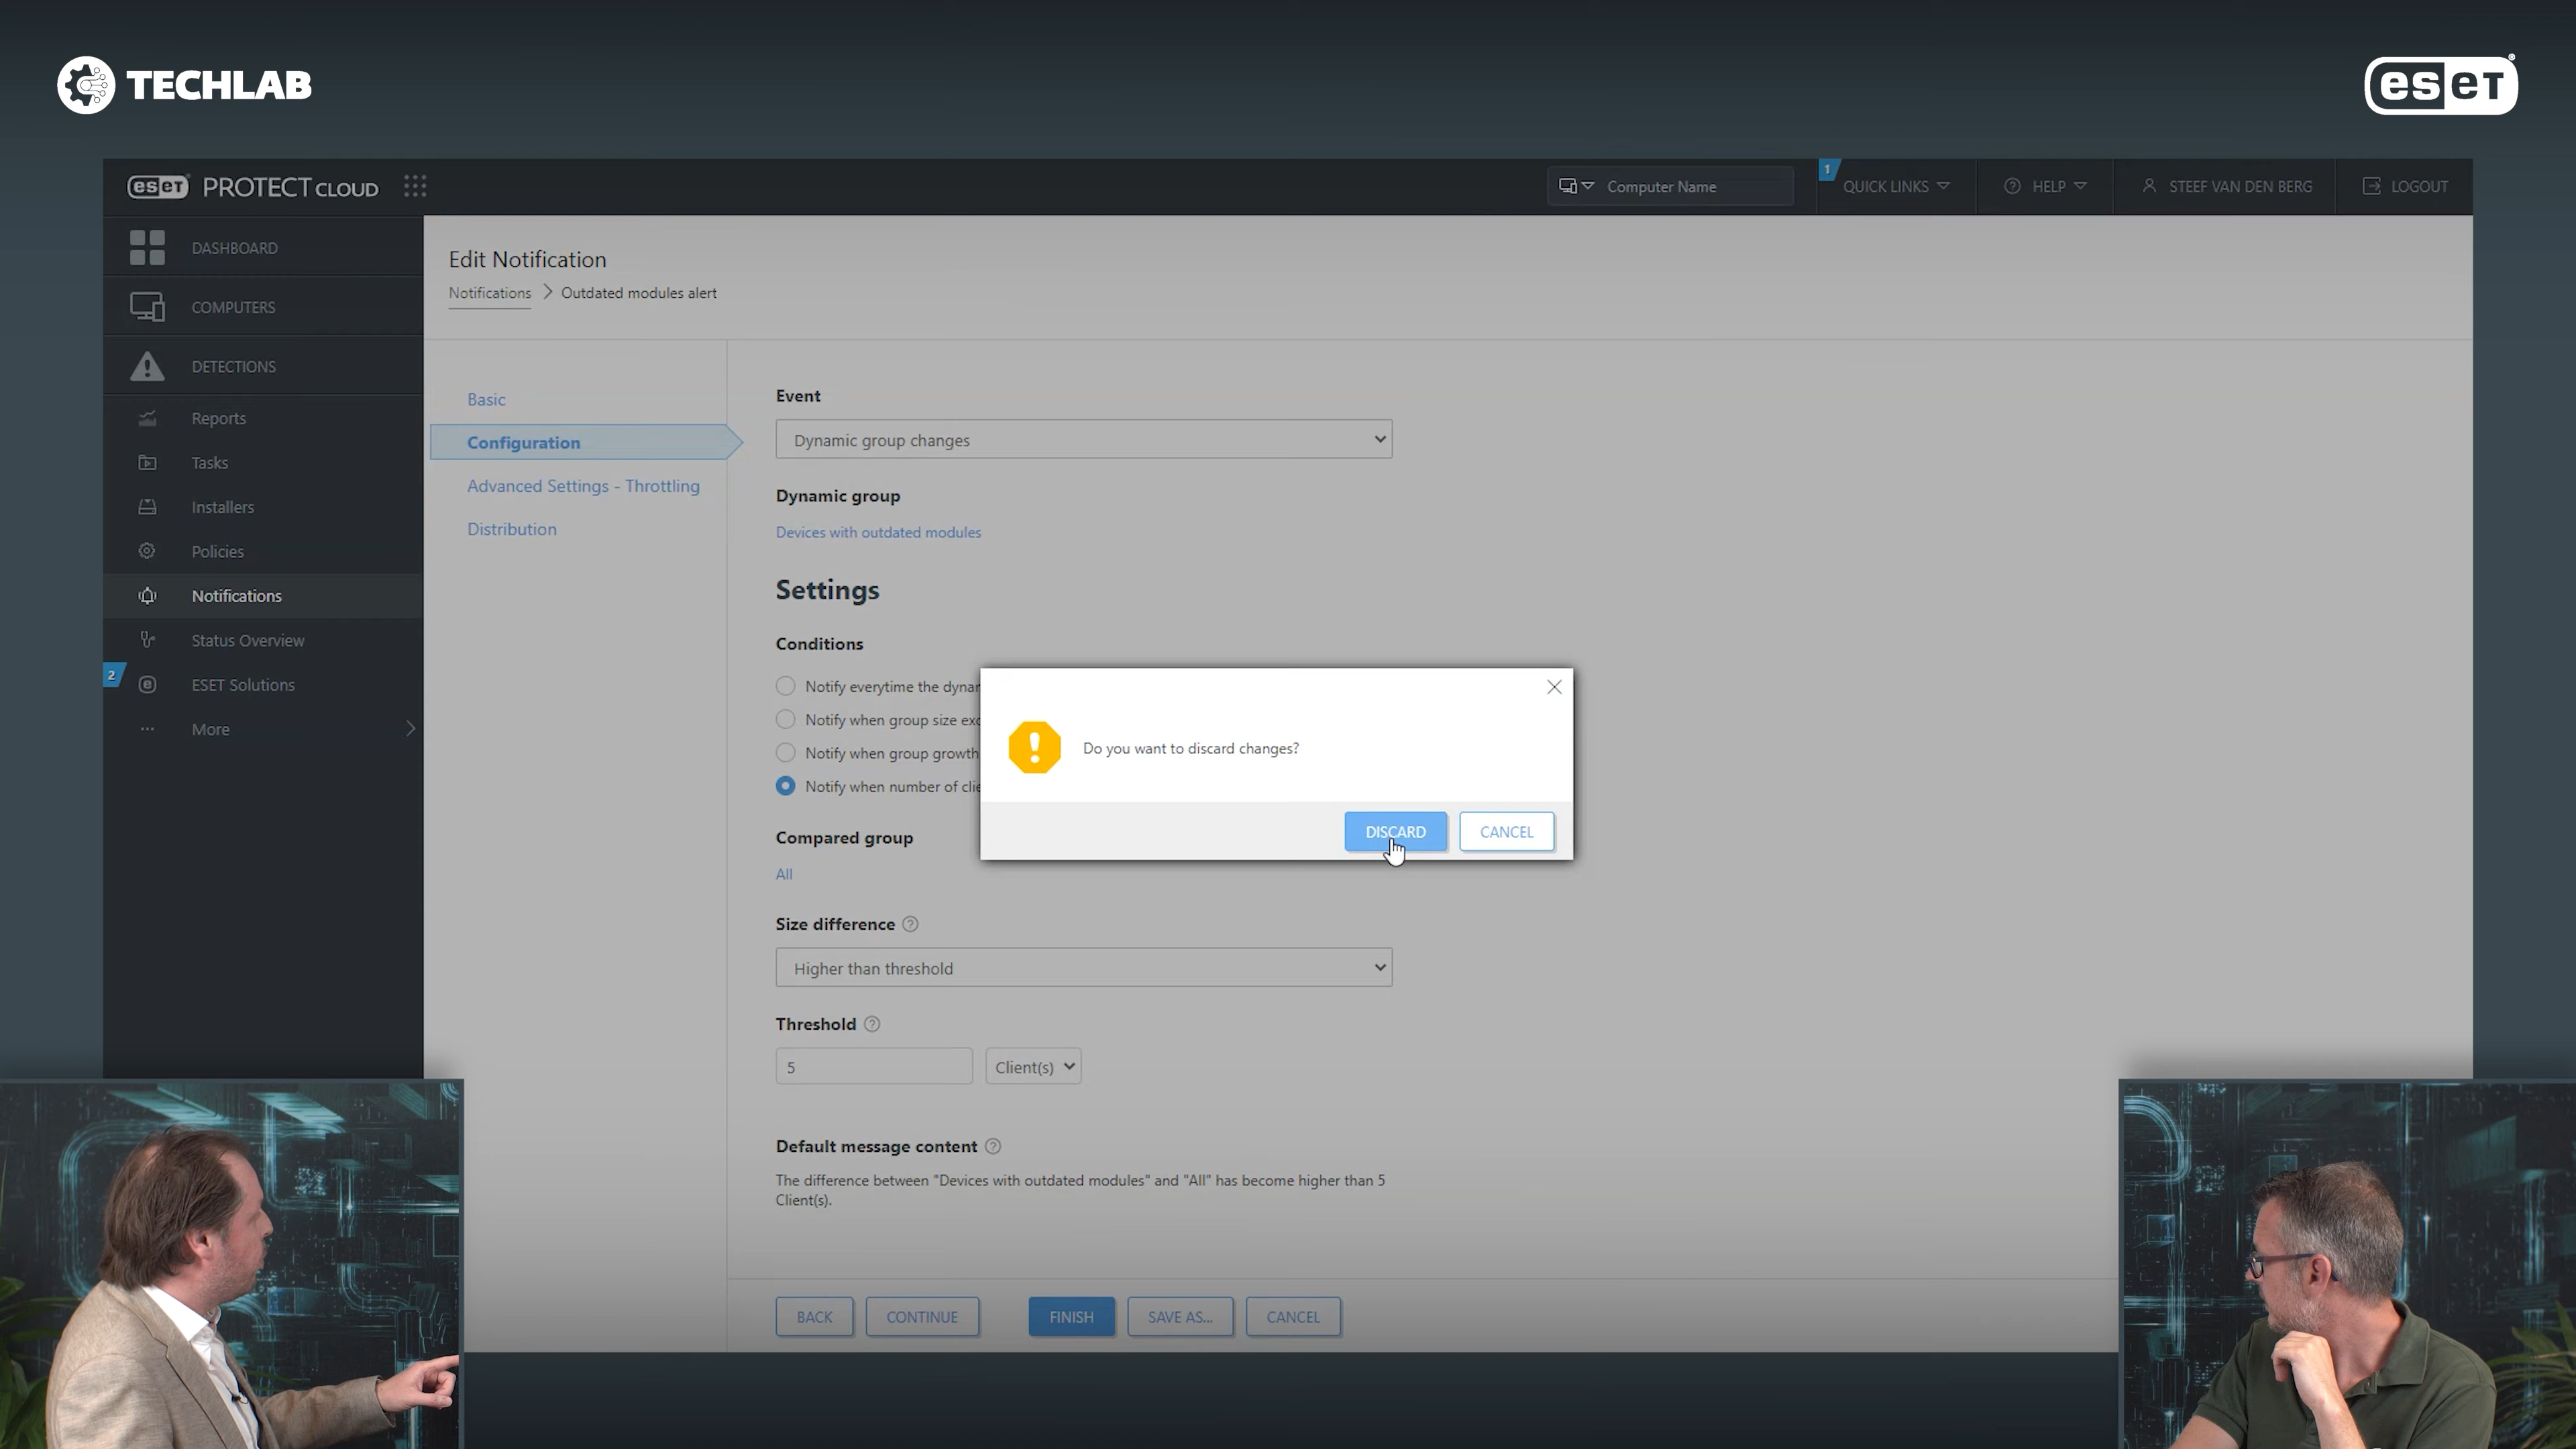 TECHLAB
eseT
eseT PROTECT CLOUD
Computer Name
1
QUICK LINKS
HELP
STEEF VAN DEN BERG
LOGOUT
DASHBOARD
COMPUTERS
DETECTIONS
Reports
Tasks
Installers
Policies
Notifications
Status Overview
2
ESET Solutions
More
Edit Notification
Notifications > Outdated modules alert
Basic
Configuration
Advanced Settings - Throttling
Distribution
Event
Dynamic group changes
Dynamic group
Devices with outdated modules
Settings
Conditions
Notify everytime the
Notify when group size
Notify when group growth
Notify when number of
Do you want to discard changes?
DISCARD
CANCEL
Compared group
All
Size difference
Higher than threshold
Threshold
5
Client(s)
Default message content
The difference between "Devices with outdated modules" and "All" has become higher than 5
Client(s).
BACK
CONTINUE
FINISH
SAVE AS...
CANCEL